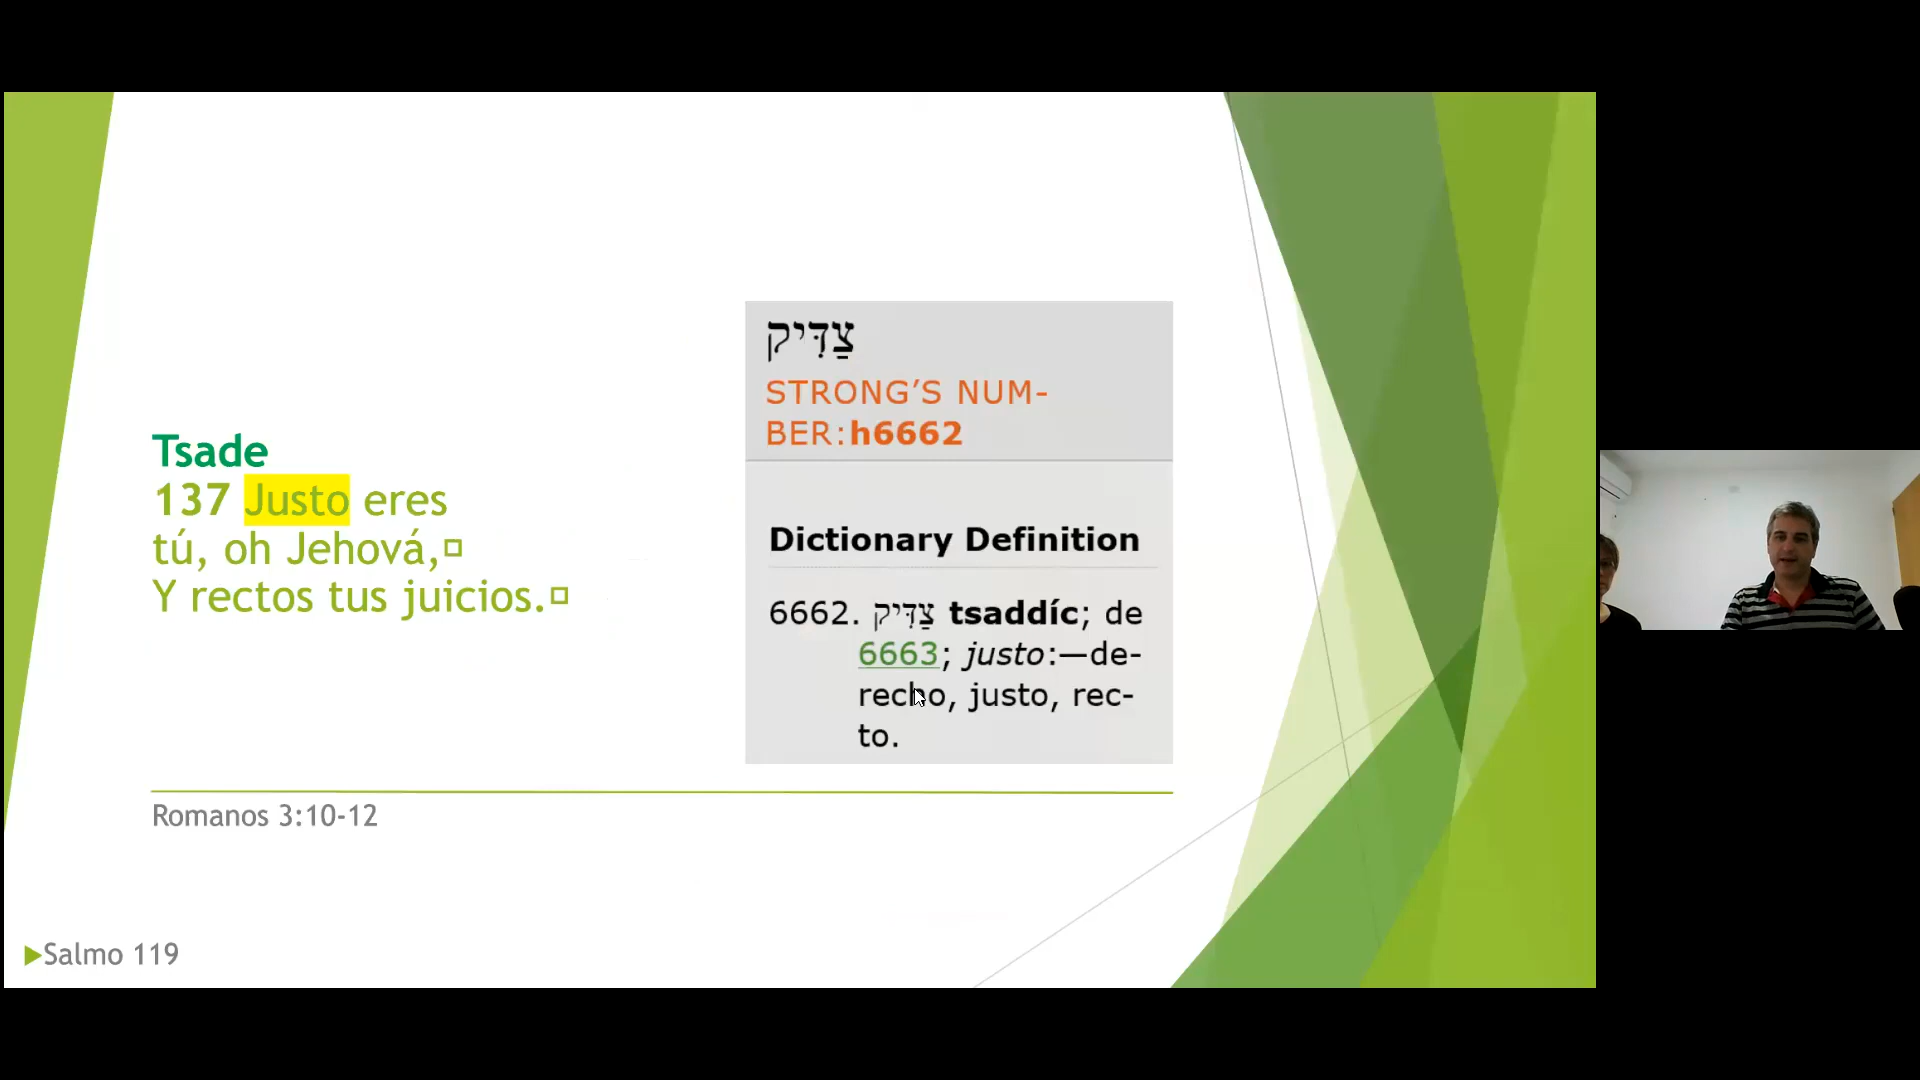 Tsade
137 Justo eres
tú, oh Jehová,□
Y rectos tus juicios.□
צַדִּיק
STRONG’S NUM-
BER:h6662
Dictionary Definition
6662. צַדִּיק tsaddíc; de
6663; justo:—de-
recho, justo, rec-
to.
Romanos 3:10-12
Salmo 119